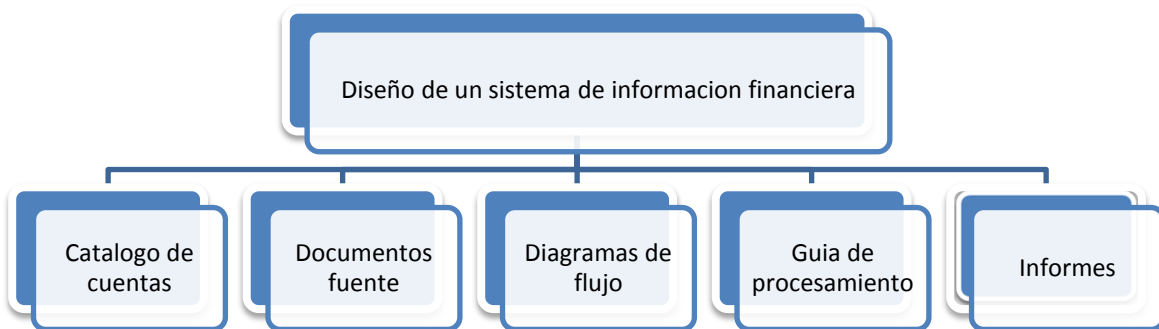 Diseño de un sistema de informacion financiera
Catalogo de
cuentas
Documentos
fuente
Diagramas de
flujo
Guia de
procesamiento
Informes